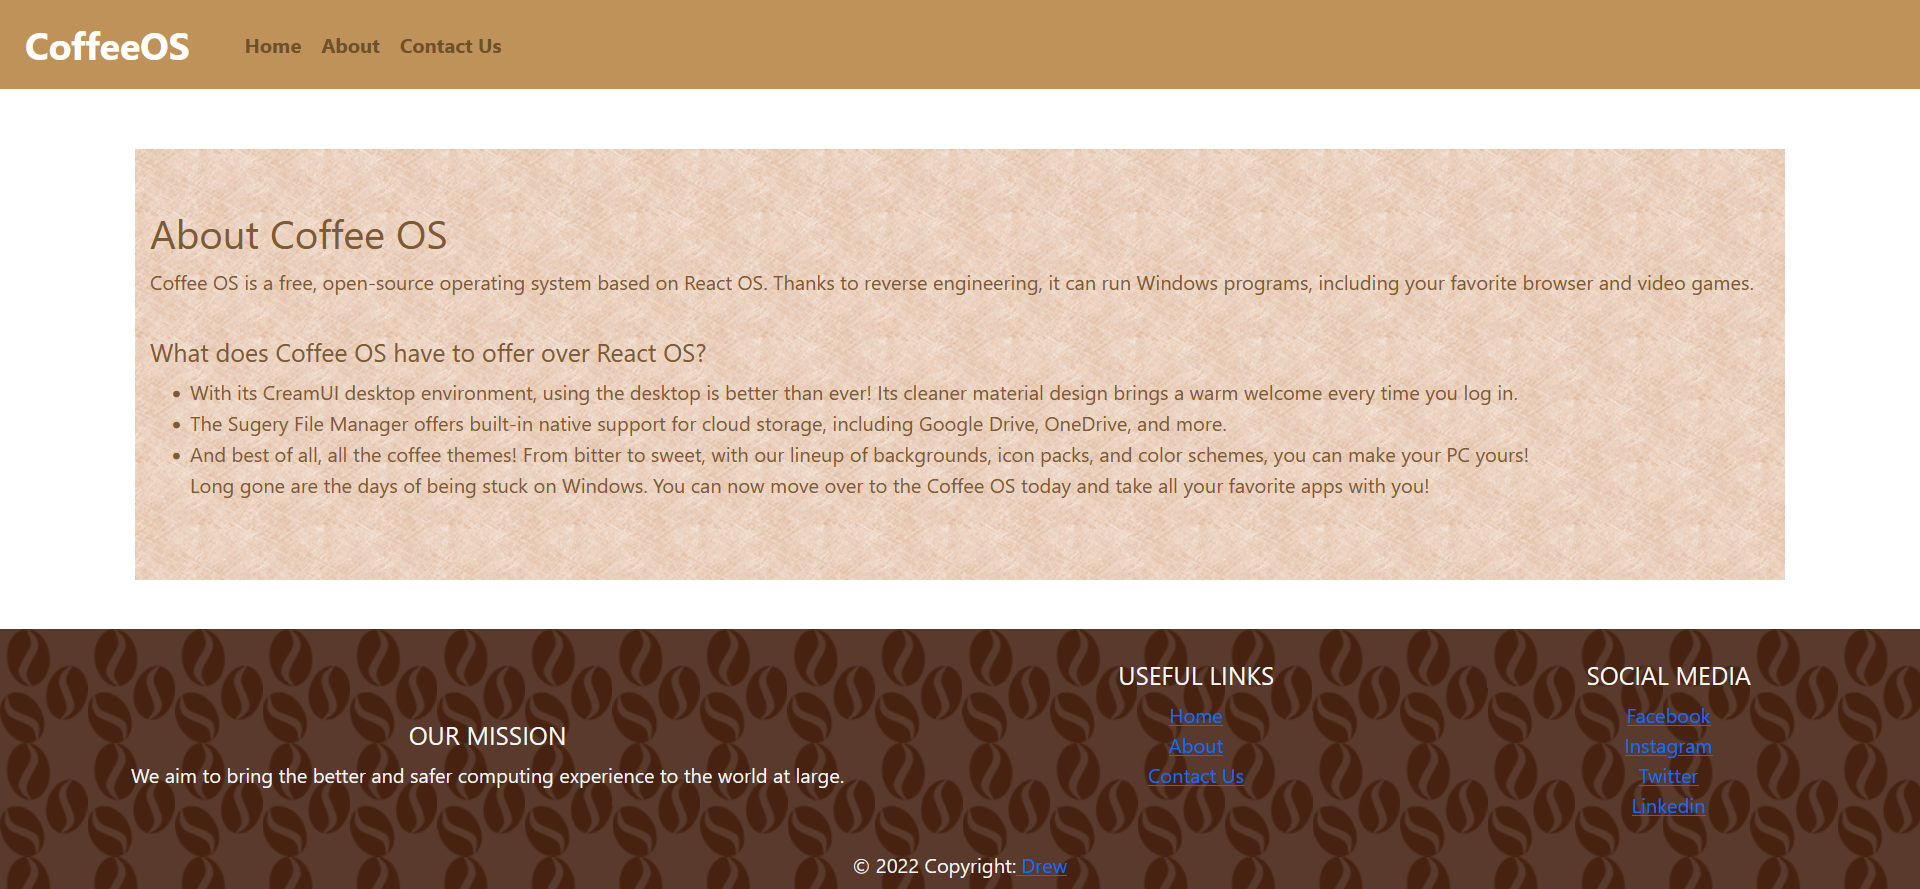 CoffeeOS
Home About Contact Us
About Coffee OS
Coffee OS is a free, open-source operating system based on React OS. Thanks to reverse engineering, it can run Windows programs, including your favorite browser and video games.
What does Coffee OS have to offer over React OS?
• With its CreamUI desktop environment, using the desktop is better than ever! Its cleaner material design brings a warm welcome every time you log in.
• The Sugery File Manager offers built-in native support for cloud storage, including Google Drive, OneDrive, and more.
• And best of all, all the coffee themes! From bitter to sweet, with our lineup of backgrounds, icon packs, and color schemes, you can make your PC yours!
Long gone are the days of being stuck on Windows. You can now move over to the Coffee OS today and take all your favorite apps with you!
OUR MISSION
We aim to bring the better and safer computing experience to the world at large.
USEFUL LINKS
Home
About
Contact Us
SOCIAL MEDIA
Facebook
Instagram
Twitter
Linkedin
© 2022 Copyright: Drew